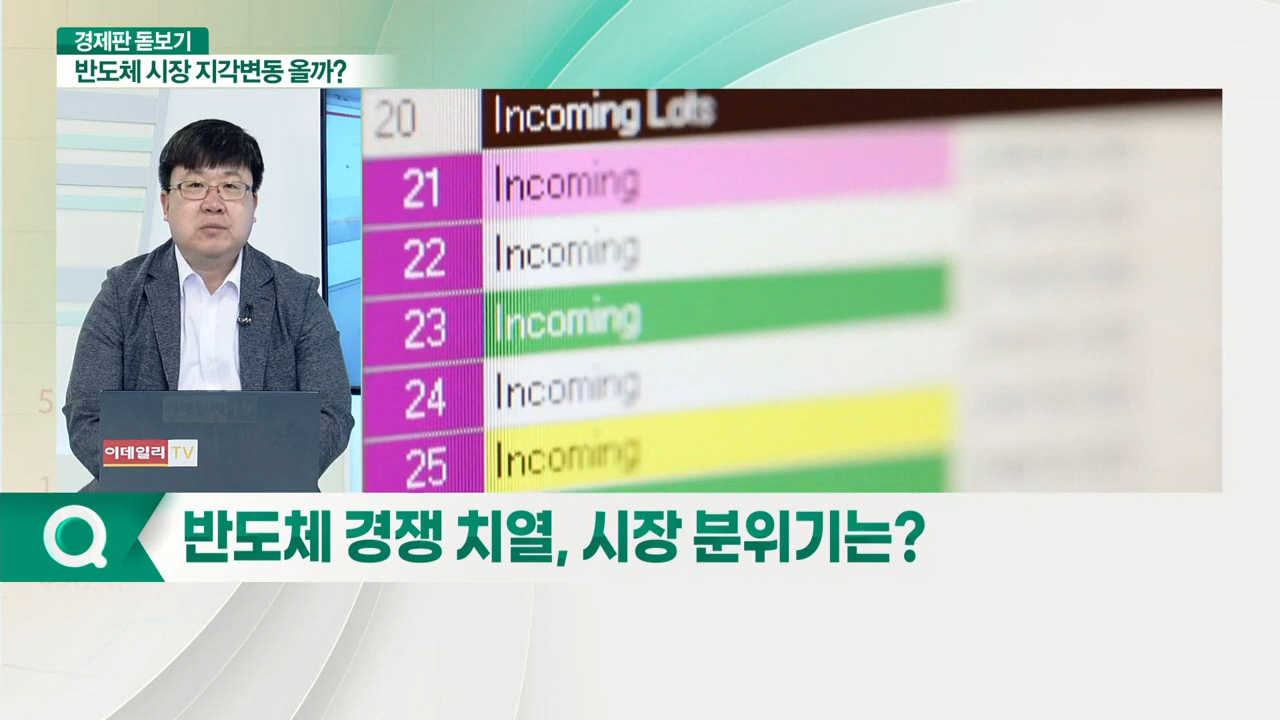 경제판 돋보기
반도체 시장 지각변동 올까?
20 Incoming Lots
21 Incoming
22 Incoming
23 Incoming
24 Incoming
25 Incoming
이데일리 TV
Q 반도체 경쟁 치열, 시장 분위기는?